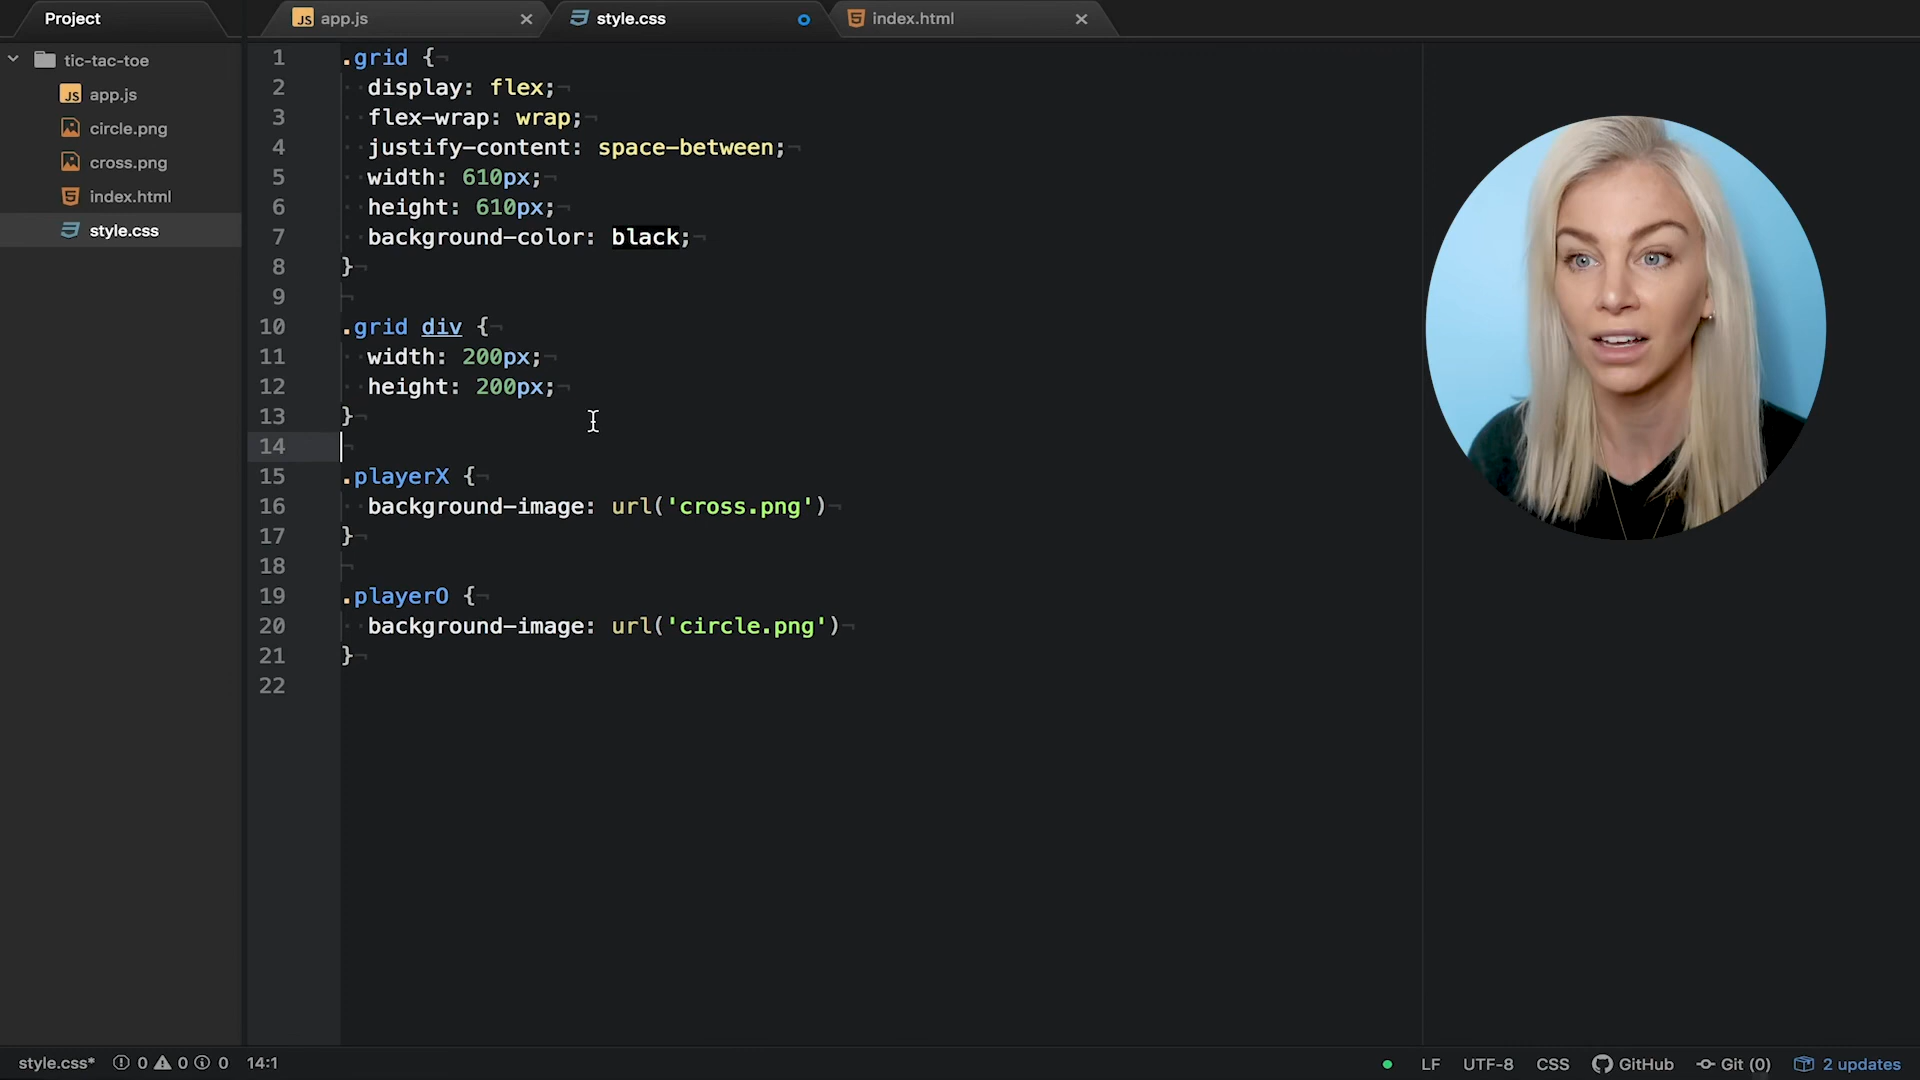 Project
app.js
style.css
index.html
tic-tac-toe
app.js
circle.png
cross.png
index.html
style.css
1 .grid {
2 display: flex;
3 flex-wrap: wrap;
4 justify-content: space-between;
5 width: 610px;
6 height: 610px;
7 background-color: black;
8 }
9
10 .grid div {
11 width: 200px;
12 height: 200px;
13 }
14
15 .playerX {
16 background-image: url('cross.png')
17 }
18
19 .playerO {
20 background-image: url('circle.png')
21 }
22
style.css* 0 0 0 14:1 LF UTF-8 CSS GitHub Git (0) 2 updates